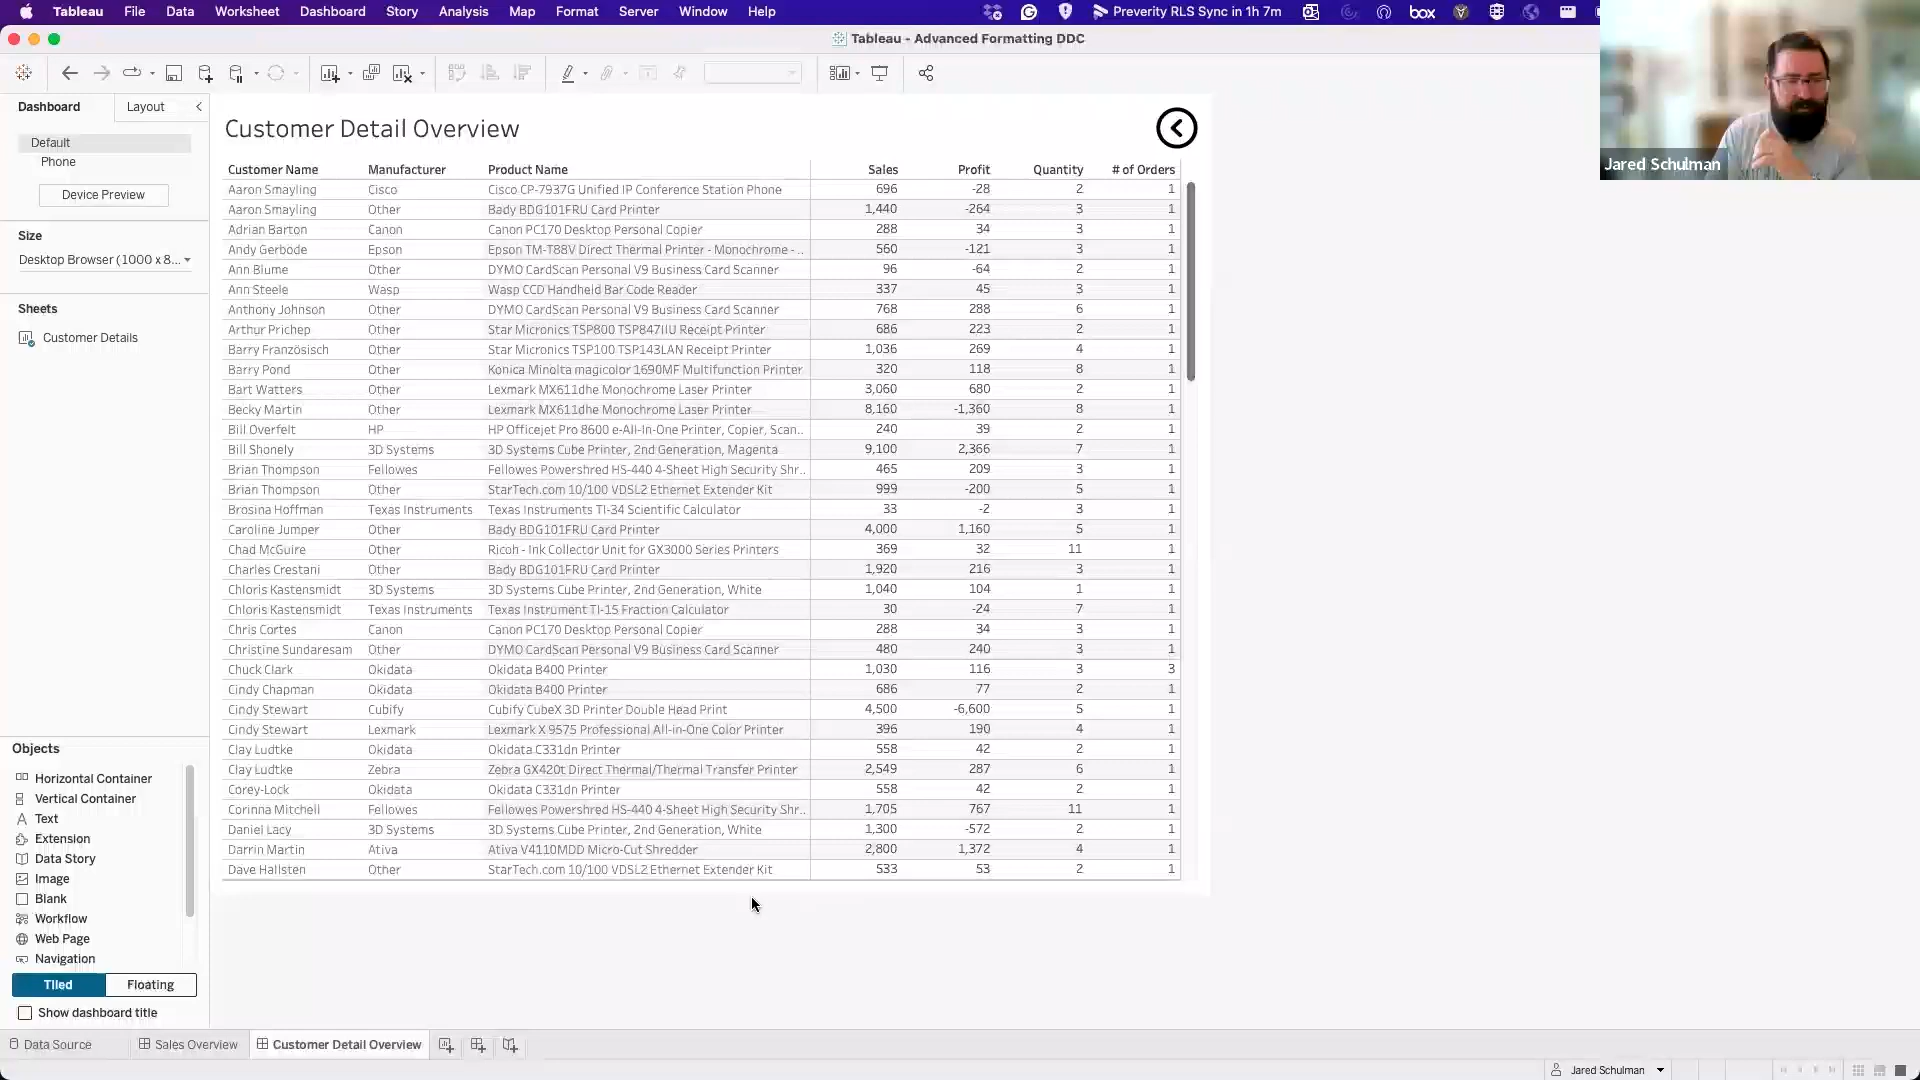 Tableau File Data Worksheet Dashboard Story Analysis Map Format Server Window Help
box Preverity RLS Sync in 1h 7m
Tableau - Advanced Formatting DDC
Jared Schulman
Dashboard Layout
Default
Phone
Device Preview
Size
Desktop Browser (1000 x 8...
Sheets
Customer Details
Customer Detail Overview
Customer Name Manufacturer Product Name Sales Profit Quantity # of Orders
Aaron Smayling Cisco Cisco CP-7937G Unified IP Conference Station Phone 696 -28 2 1
Aaron Smayling Other Bady BDG101FRU Card Printer 1,440 -264 3 1
Adrian Barton Canon Canon PC170 Desktop Personal Copier 288 34 3 1
Andy Gerbode Epson Epson TM-T88V Direct Thermal Printer - Monochrome -.. 560 -121 3 1
Ann Blume Other DYMO CardScan Personal V9 Business Card Scanner 96 -64 2 1
Ann Steele Wasp Wasp CCD Handheld Bar Code Reader 337 45 3 1
Anthony Johnson Other DYMO CardScan Personal V9 Business Card Scanner 768 288 6 1
Arthur Prichep Other Star Micronics TSP800 TSP847IIU Receipt Printer 686 223 2 1
Barry Französisch Other Star Micronics TSP100 TSP143LAN Receipt Printer 1,036 269 4 1
Barry Pond Other Konica Minolta magicolor 1690MF Multifunction Printer 320 118 8 1
Bart Watters Other Lexmark MX611dhe Monochrome Laser Printer 3,060 680 2 1
Becky Martin Other Lexmark MX611dhe Monochrome Laser Printer 8,160 -1,360 8 1
Bill Overfelt HP HP Officejet Pro 8600 e-All-In-One Printer, Copier, Scan.. 240 39 2 1
Bill Shonely 3D Systems 3D Systems Cube Printer, 2nd Generation, Magenta 9,100 2,366 7 1
Brian Thompson Fellowes Fellowes Powershred HS-440 4-Sheet High Security Shr.. 465 209 3 1
Brian Thompson Other StarTech.com 10/100 VDSL2 Ethernet Extender Kit 999 -200 5 1
Brosina Hoffman Texas Instruments Texas Instruments TI-34 Scientific Calculator 33 -2 3 1
Caroline Jumper Other Bady BDG101FRU Card Printer 4,000 1,160 5 1
Chad McGuire Other Ricoh - Ink Collector Unit for GX3000 Series Printers 369 32 11 1
Charles Crestani Other Bady BDG101FRU Card Printer 1,920 216 3 1
Chloris Kastensmidt 3D Systems 3D Systems Cube Printer, 2nd Generation, White 1,040 104 1 1
Chloris Kastensmidt Texas Instruments Texas Instrument TI-15 Fraction Calculator 30 -24 7 1
Chris Cortes Canon Canon PC170 Desktop Personal Copier 288 34 3 1
Christine Sundaresam Other DYMO CardScan Personal V9 Business Card Scanner 480 240 3 1
Chuck Clark Okidata Okidata B400 Printer 1,030 116 3 3
Cindy Chapman Okidata Okidata B400 Printer 686 77 2 1
Cindy Stewart Cubify Cubify CubeX 3D Printer Double Head Print 4,500 -6,600 5 1
Cindy Stewart Lexmark Lexmark X 9575 Professional All-in-One Color Printer 396 190 4 1
Clay Ludtke Okidata Okidata C331dn Printer 558 42 2 1
Clay Ludtke Zebra Zebra GX420t Direct Thermal/Thermal Transfer Printer 2,549 287 6 1
Corey-Lock Okidata Okidata C331dn Printer 558 42 2 1
Corinna Mitchell Fellowes Fellowes Powershred HS-440 4-Sheet High Security Shr.. 1,705 767 11 1
Daniel Lacy 3D Systems 3D Systems Cube Printer, 2nd Generation, White 1,300 -572 2 1
Darrin Martin Ativa Ativa V4110MDD Micro-Cut Shredder 2,800 1,372 4 1
Dave Hallsten Other StarTech.com 10/100 VDSL2 Ethernet Extender Kit 533 53 2 1
Objects
Horizontal Container
Vertical Container
Text
Extension
Data Story
Image
Blank
Workflow
Web Page
Navigation
Tiled Floating
Show dashboard title
Data Source Sales Overview Customer Detail Overview
Jared Schulman